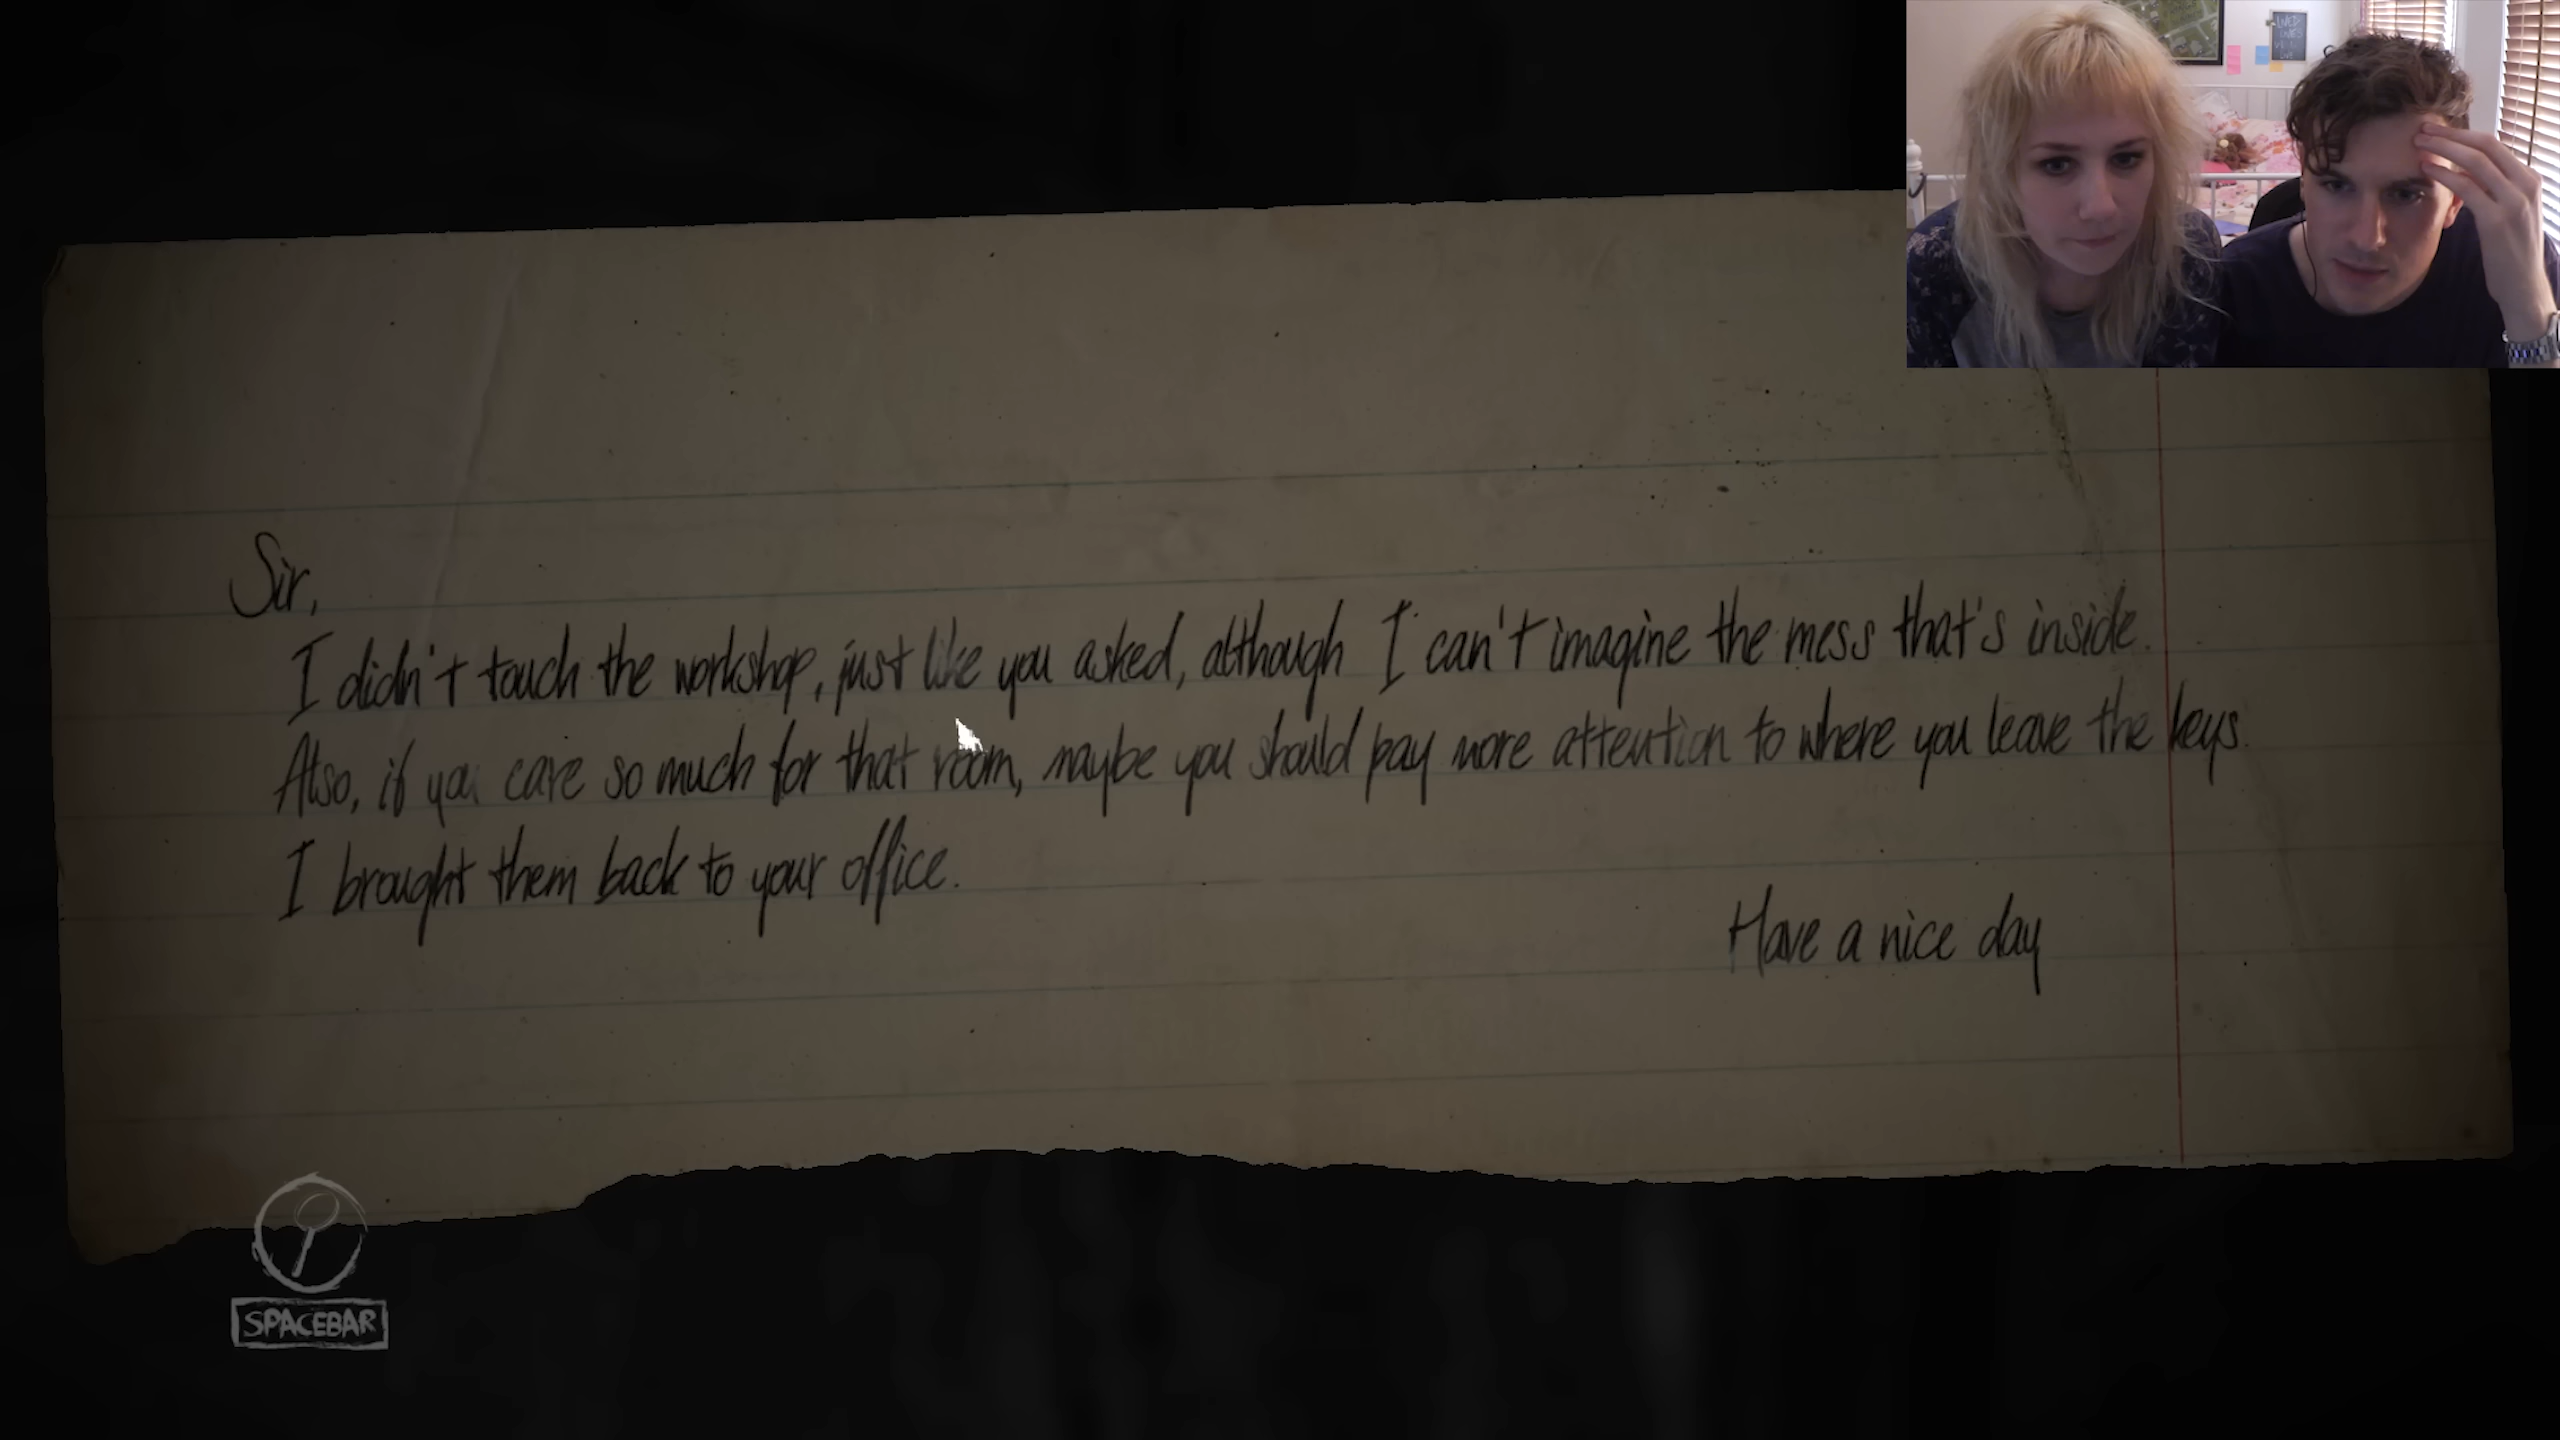 Sir,
I didn't touch the workshop, just like you asked, although I can't imagine the mess that's inside.
Also, if you care so much for that room, maybe you should pay more attention to where you leave the keys.
I brought them back to your office.
Have a nice day
SPACEBAR